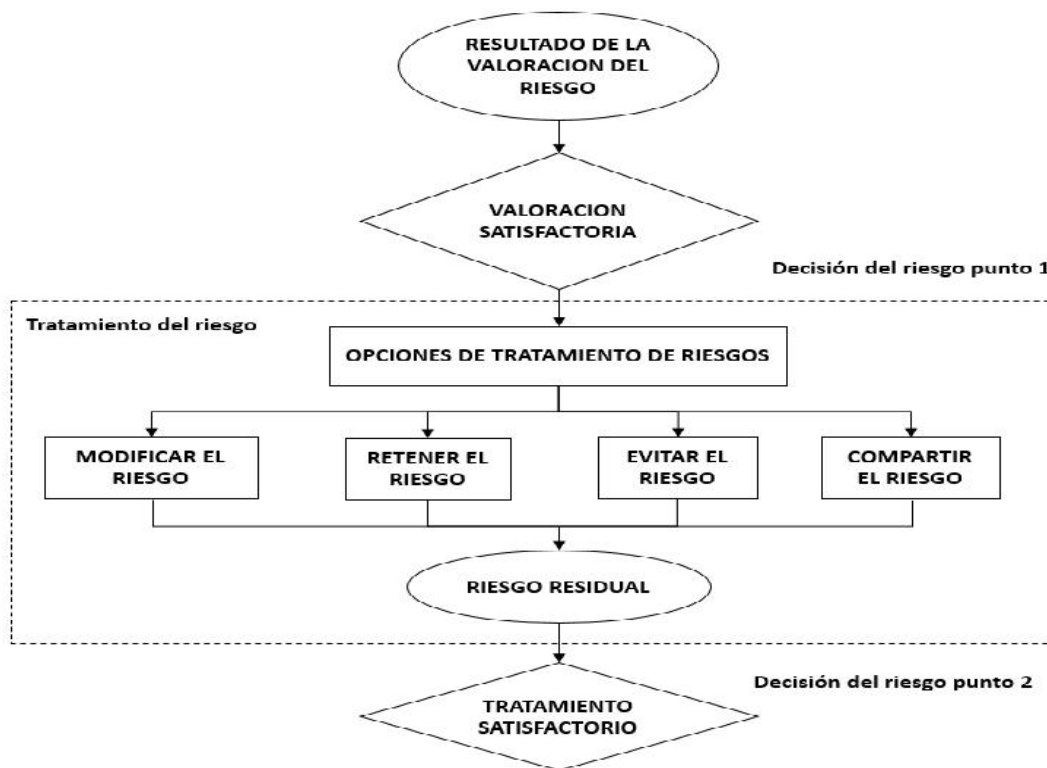 RESULTADO DE LA
VALORACION DEL
RIESGO
VALORACION
SATISFACTORIA
Decisión del riesgo punto 1
Tratamiento del riesgo
OPCIONES DE TRATAMIENTO DE RIESGOS
MODIFICAR EL
RIESGO
RETENER EL
RIESGO
EVITAR EL
RIESGO
COMPARTIR
EL RIESGO
RIESGO RESIDUAL
Decisión del riesgo punto 2
TRATAMIENTO
SATISFACTORIO